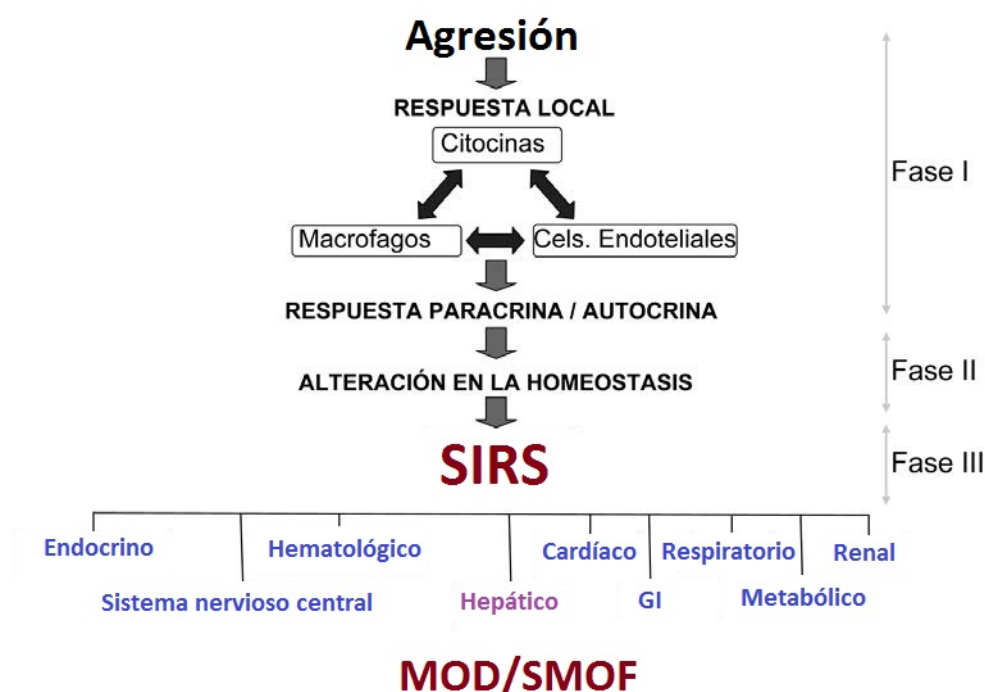 Agresión
RESPUESTA LOCAL
Citocinas
Macrofagos
Cels. Endoteliales
RESPUESTA PARACRINA / AUTOCRINA
Fase I
ALTERACIÓN EN LA HOMEOSTASIS
Fase II
SIRS
Fase III
Endocrino
Hematológico
Cardíaco
Respiratorio
Renal
Sistema nervioso central
Hepático
GI
Metabólico
MOD/SMOF